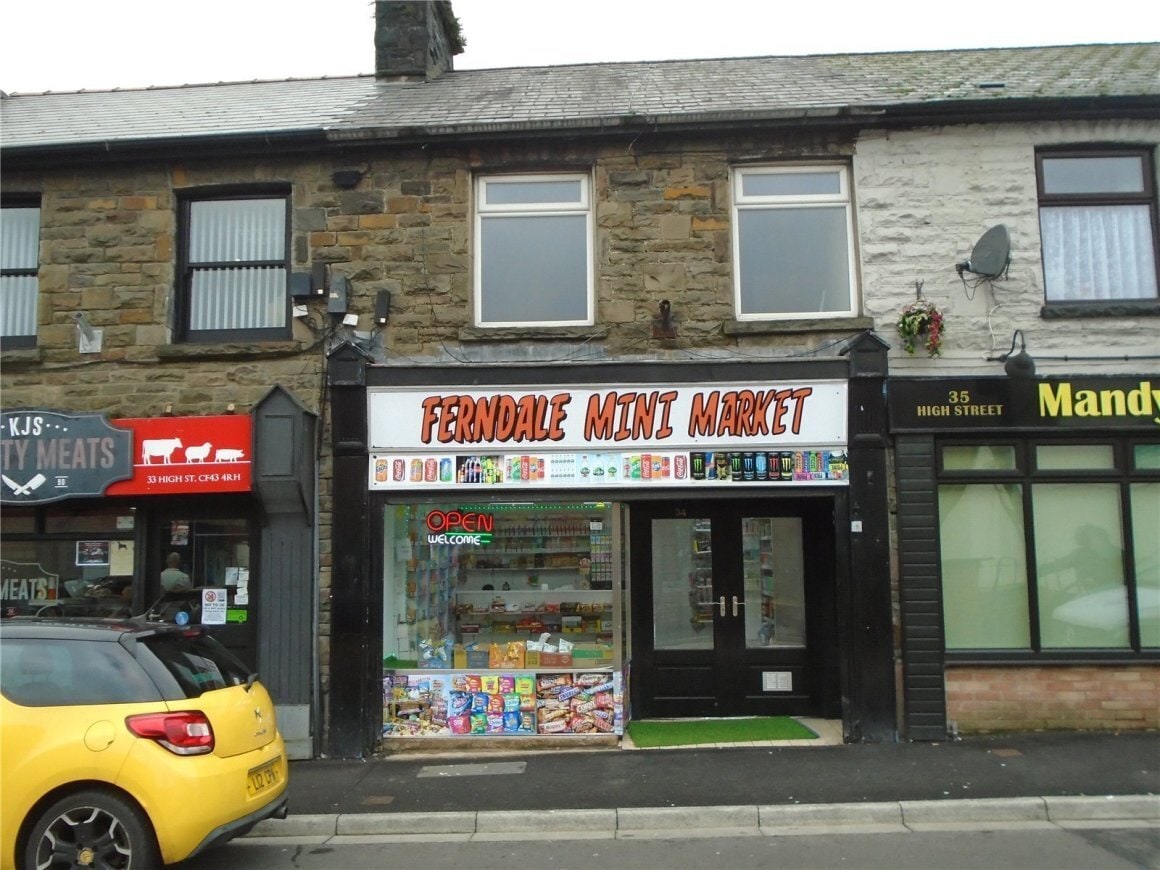 FERNDALE MINI MARKET
·KJS·
TY MEATS
33 HIGH ST. CF43 4RH
35
HIGH STREET
Mandy
34
OPEN
WELCOME
MEATS